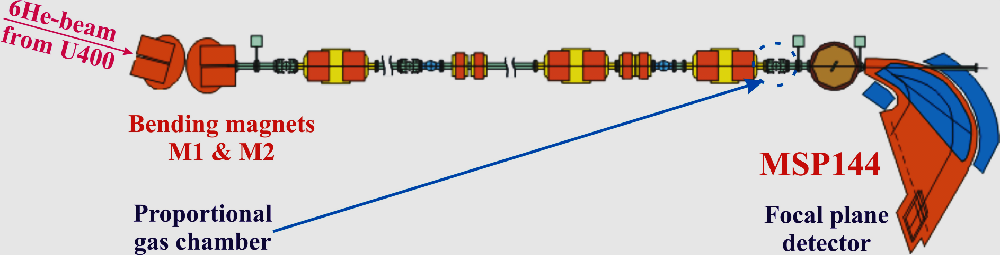 6He-beam
from U400
Bending magnets
M1 & M2
Proportional
gas chamber
MSP144
Focal plane
detector